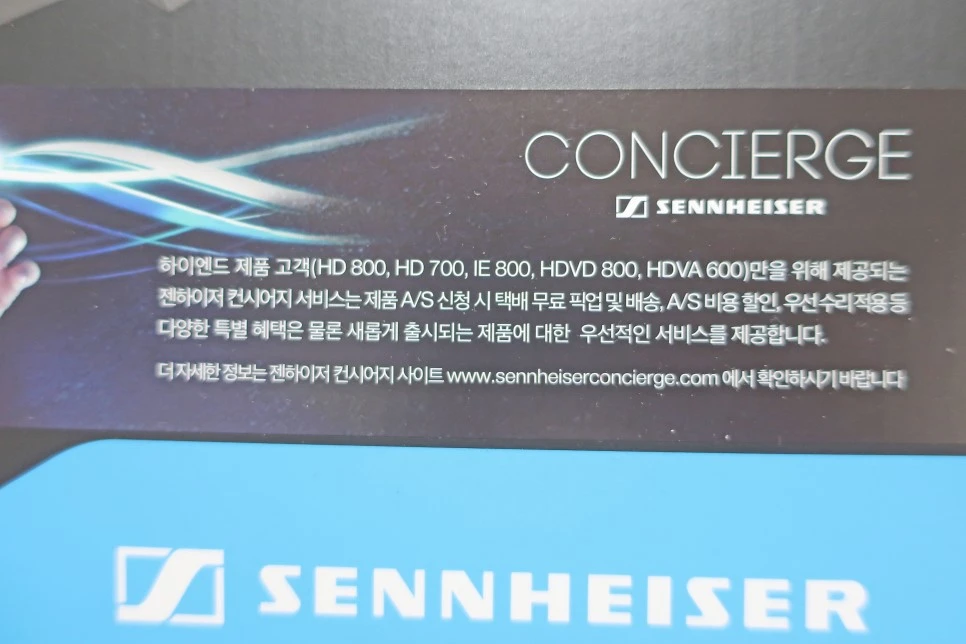 CONCIERGE
SENNHEISER
하이엔드 제품 고객(HD 800, HD 700, IE 800, HDVD 800, HDVA 600)만을 위해 제공되는
젠하이저 컨시어지 서비스는 제품 A/S 신청 시 택배 무료 픽업 및 배송, A/S 비용 할인, 우선수리적용 등
다양한 특별 혜택은 물론 새롭게 출시되는 제품에 대한 우선적인 서비스를 제공합니다.
더 자세한 정보는 젠하이저 컨시어지 사이트 www.sennheiserconcierge.com 에서 확인하시기 바랍니다
SENNHEISER